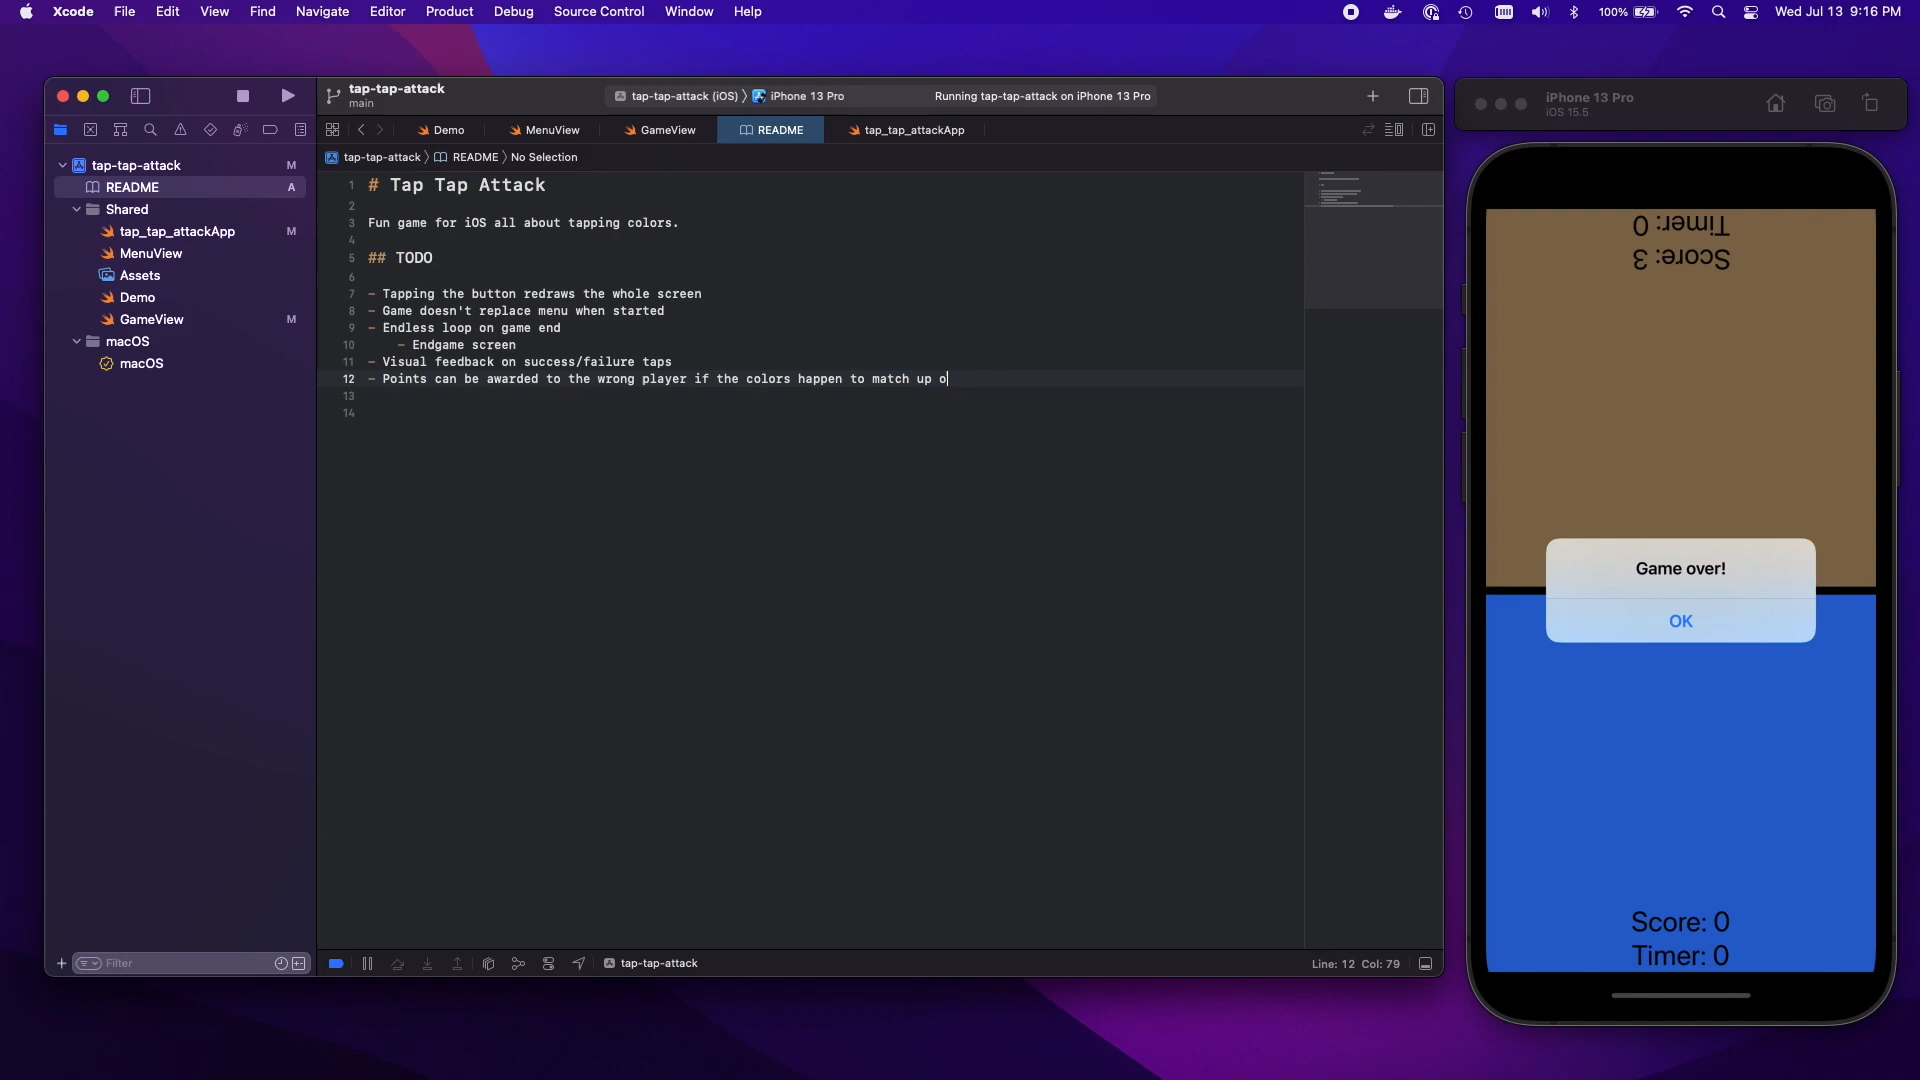 Xcode File Edit View Find Navigate Editor Product Debug Source Control Window Help
100% Wed Jul 13 9:16 PM
tap-tap-attack
main
tap-tap-attack (iOS) 〉 iPhone 13 Pro
Running tap-tap-attack on iPhone 13 Pro
iPhone 13 Pro
iOS 15.5
Demo MenuView GameView README tap_tap_attackApp
tap-tap-attack 〉 README 〉 No Selection
tap-tap-attack M
README A
Shared
tap_tap_attackApp M
MenuView
Assets
Demo
GameView M
macOS
macOS
1 # Tap Tap Attack
2
3 Fun game for iOS all about tapping colors.
4
5 ## TODO
6
7 - Tapping the button redraws the whole screen
8 - Game doesn't replace menu when started
9 - Endless loop on game end
10 - Endgame screen
11 - Visual feedback on success/failure taps
12 - Points can be awarded to the wrong player if the colors happen to match up o
13
14
Score: 3
Timer: 0
Game over!
OK
Score: 0
Timer: 0
Filter
tap-tap-attack
Line: 12 Col: 79